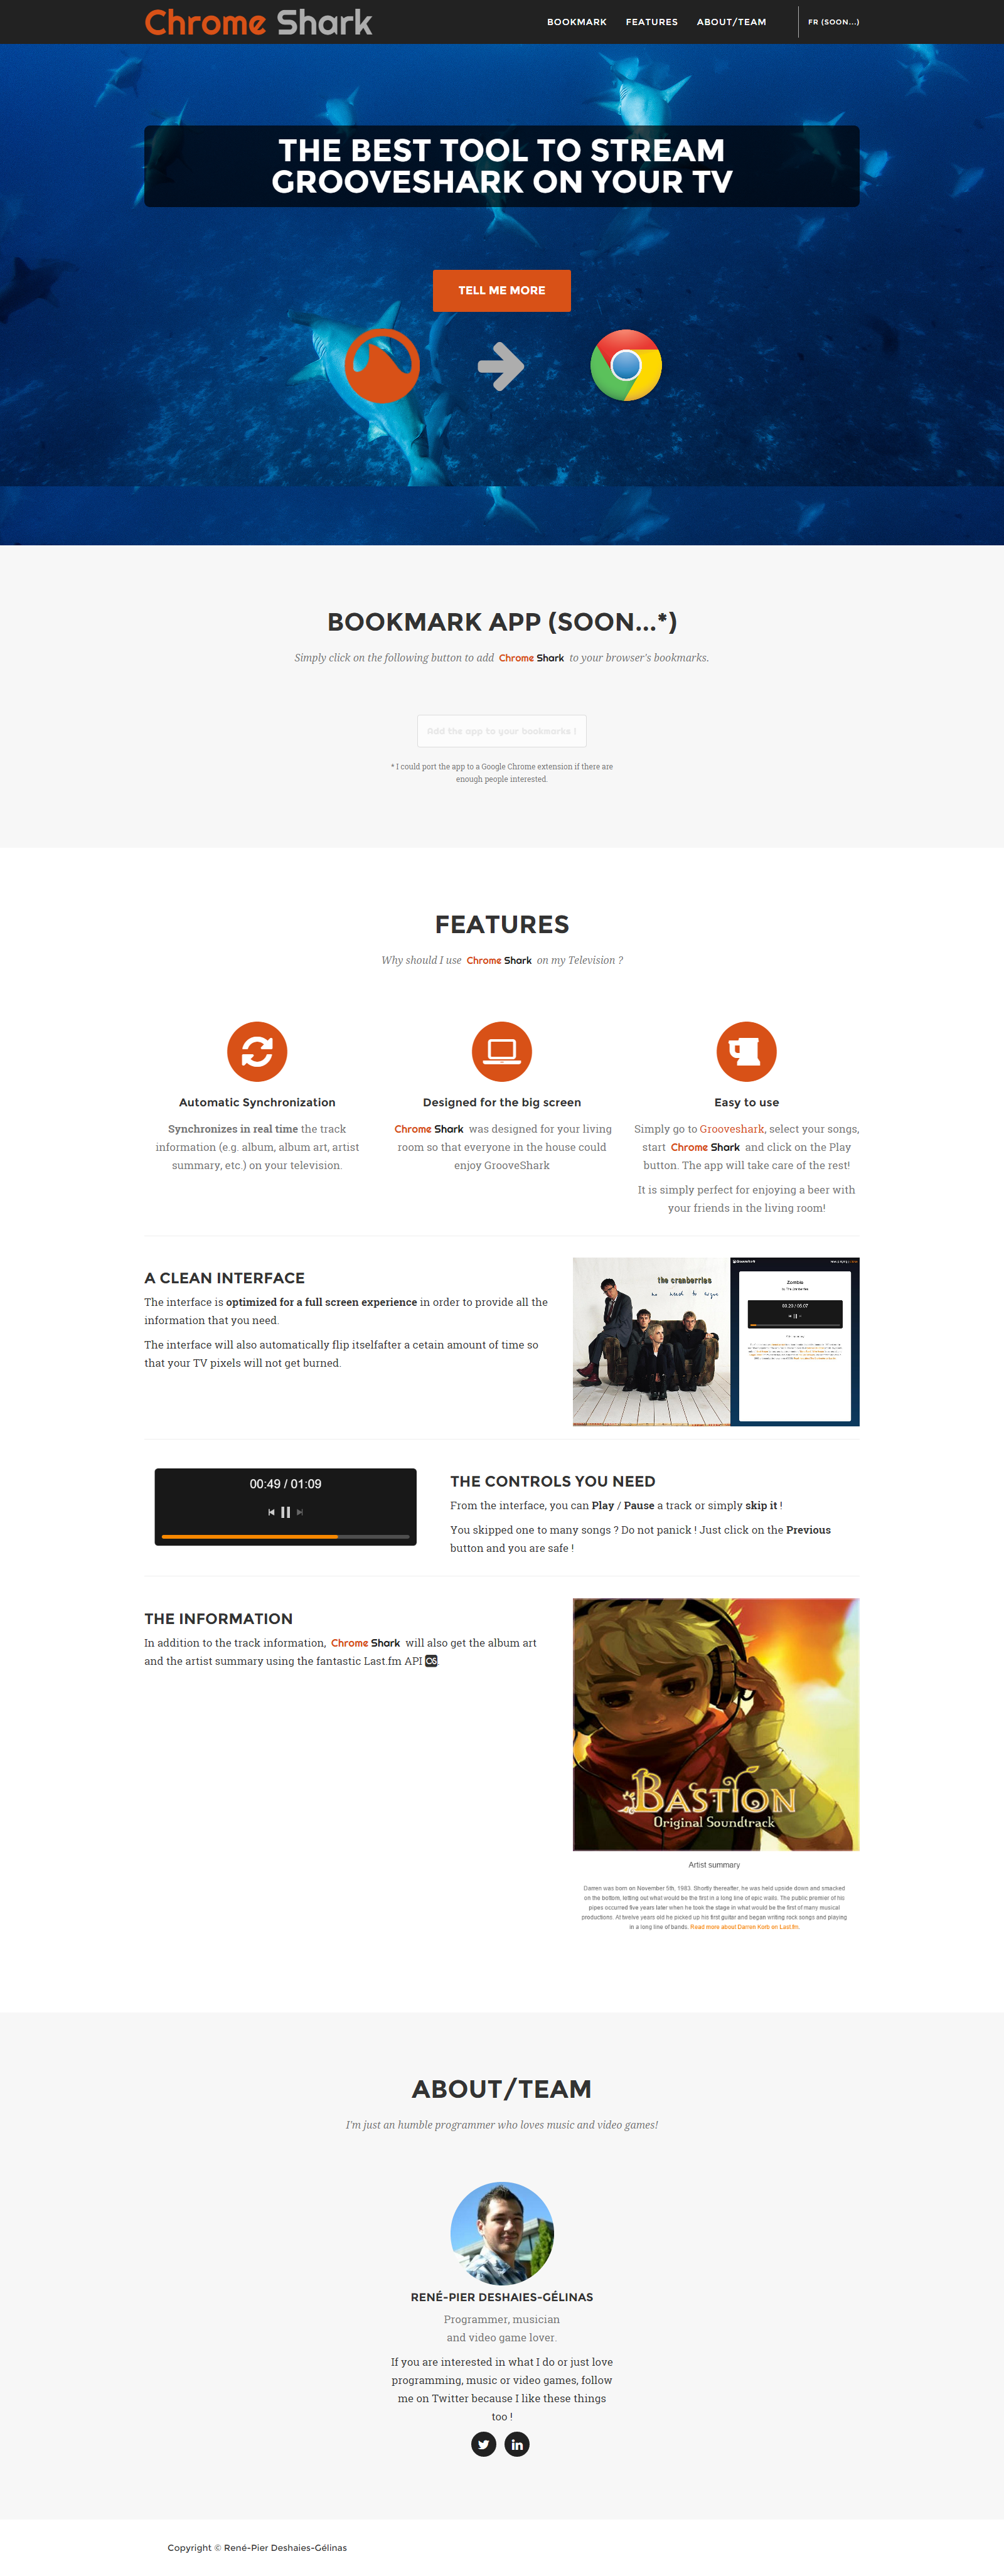 Chrome Shark
BOOKMARK FEATURES ABOUT/TEAM FR (SOON...)
THE BEST TOOL TO STREAM
GROOVESHARK ON YOUR TV
TELL ME MORE
BOOKMARK APP (SOON...*)
Simply click on the following button to add Chrome Shark to your browser's bookmarks.
Add the app to your bookmarks !
* I could port the app to a Google Chrome extension if there are
enough people interested.
FEATURES
Why should I use Chrome Shark on my Television ?
Automatic Synchronization
Synchronizes in real time the track
information (e.g. album, album art, artist
summary, etc.) on your television.
Designed for the big screen
Chrome Shark was designed for your living
room so that everyone in the house could
enjoy GrooveShark
Easy to use
Simply go to Grooveshark, select your songs,
start Chrome Shark and click on the Play
button. The app will take care of the rest!
It is simply perfect for enjoying a beer with
your friends in the living room!
A CLEAN INTERFACE
The interface is optimized for a full screen experience in order to provide all the
information that you need.
The interface will also automatically flip itselfafter a cetain amount of time so
that your TV pixels will not get burned.
the cranberries
no need to argue
Zombie
00:29 / 05:07
00:49 / 01:09
THE CONTROLS YOU NEED
From the interface, you can Play / Pause a track or simply skip it !
You skipped one to many songs ? Do not panick ! Just click on the Previous
button and you are safe !
THE INFORMATION
In addition to the track information, Chrome Shark will also get the album art
and the artist summary using the fantastic Last.fm API .
BASTION
Original Soundtrack
Artist summary
Darren was born on November 5th, 1983. Shortly thereafter, he was held upside down and smacked
on the bottom, letting out what would be the first in a long line of epic wails. The public premier of his
pipes occurred five years later when he took the stage in what would be the first of many musical
productions. At twelve years old he picked up his first guitar and began writing rock songs and playing
in a long line of bands. Read more about Darren Korb on Last.fm.
ABOUT/TEAM
I'm just an humble programmer who loves music and video games!
RENÉ-PIER DESHAIES-GÉLINAS
Programmer, musician
and video game lover.
If you are interested in what I do or just love
programming, music or video games, follow
me on Twitter because I like these things
too !
Copyright © René-Pier Deshaies-Gélinas